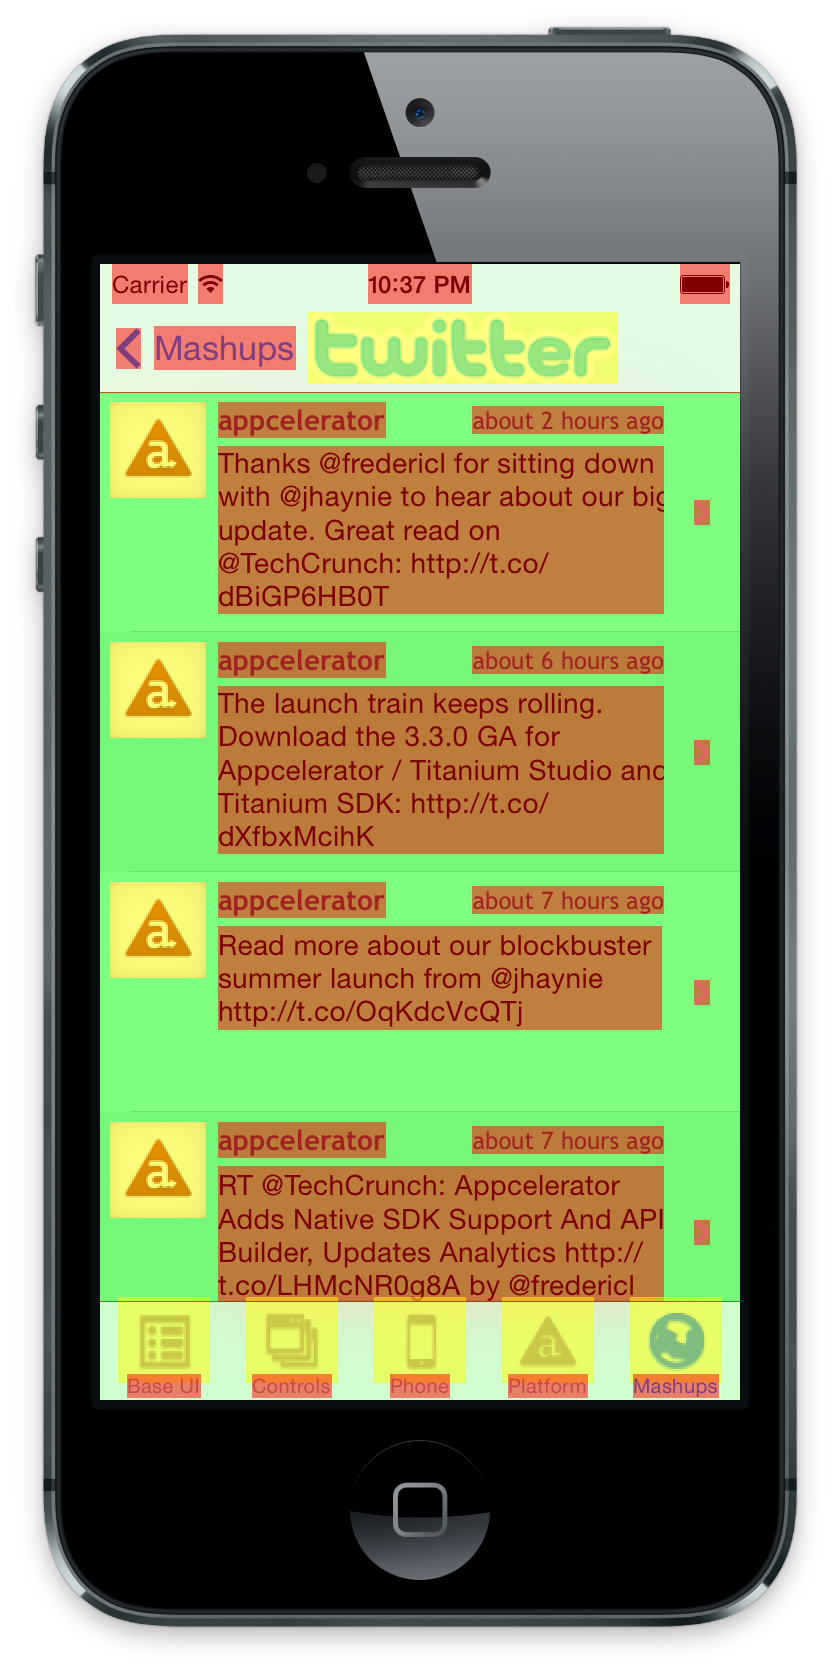 Carrier 10:37 PM
Mashups twitter
appcelerator about 2 hours ago
Thanks @fredericl for sitting down
with @jhaynie to hear about our big
update. Great read on
@TechCrunch: http://t.co/
dBiGP6HB0T
appcelerator about 6 hours ago
The launch train keeps rolling.
Download the 3.3.0 GA for
Appcelerator / Titanium Studio and
Titanium SDK: http://t.co/
dXfbxMcihK
appcelerator about 7 hours ago
Read more about our blockbuster
summer launch from @jhaynie
http://t.co/OqKdcVcQTj
appcelerator about 7 hours ago
RT @TechCrunch: Appcelerator
Adds Native SDK Support And API
Builder, Updates Analytics http://
t.co/LHMcNR0g8A by @fredericl
Base UI Controls Phone Platform Mashups